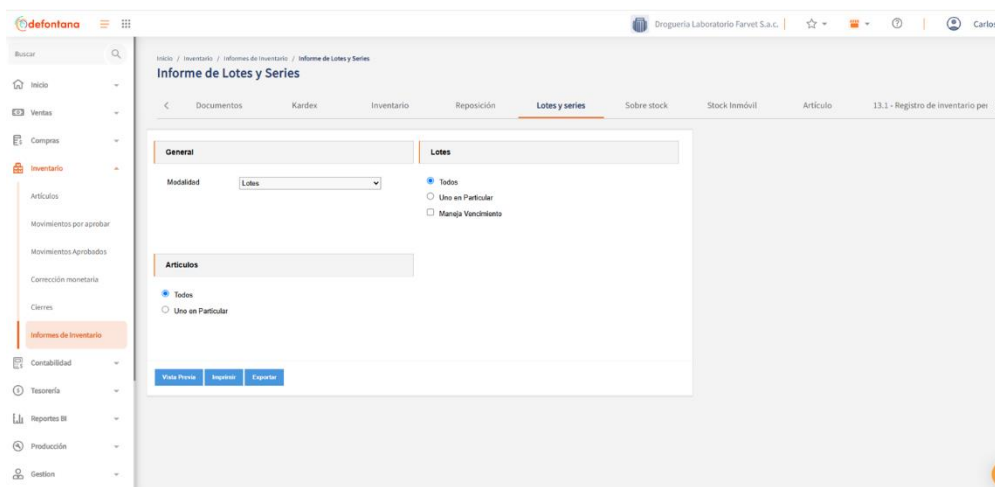 defontana
Droguería Laboratorio Farvet S.a.c.
Carlos
Buscar
Inicio
Ventas
Compras
Inventario
Artículos
Movimientos por aprobar
Movimientos Aprobados
Corrección monetaria
Cierres
Informes de Inventario
Contabilidad
Tesorería
Reportes BI
Producción
Gestion
Inicio / Inventario / Informes de Inventario / Informe de Lotes y Series
Informe de Lotes y Series
Documentos Kardex Inventario Reposición Lotes y series Sobre stock Stock Inmóvil Artículo 13.1 - Registro de inventario per
General
Modalidad Lotes
Lotes
Todos
Uno en Particular
Maneja Vencimiento
Artículos
Todos
Uno en Particular
Vista Previa Imprimir Exportar